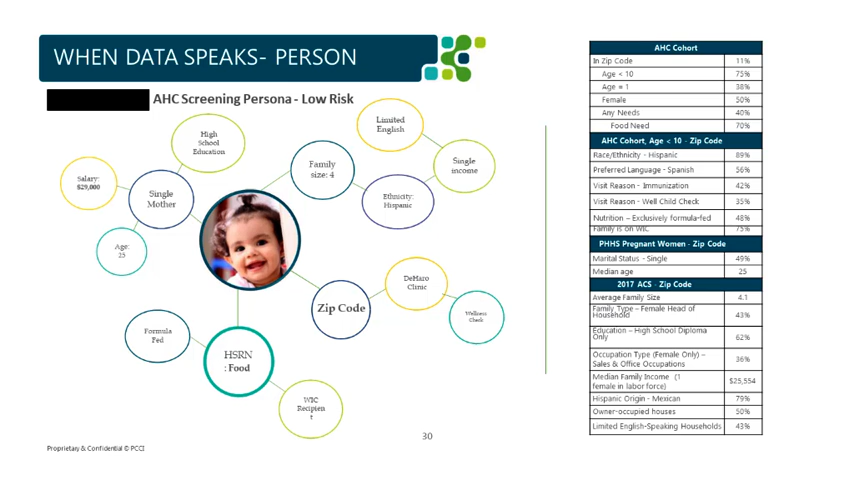 WHEN DATA SPEAKS- PERSON
AHC Screening Persona - Low Risk
High
School
Education
Limited
English
Salary:
$29,000
Single
Mother
Family
size: 4
Single
income
Ethnicity:
Hispanic
Age:
25
Zip Code
DeHaro
Clinic
Wellness
Check
Formula
Fed
HSRN
: Food
WIC
Recipien
t
30
Proprietary & Confidential © PCCI
AHC Cohort
In Zip Code 11%
Age < 10 75%
Age = 1 38%
Female 50%
Any Needs 40%
Food Need 70%
AHC Cohort, Age < 10 - Zip Code
Race/Ethnicity - Hispanic 89%
Preferred Language - Spanish 56%
Visit Reason - Immunization 42%
Visit Reason - Well Child Check 35%
Nutrition – Exclusively formula-fed 48%
Family is on WIC 75%
PHHS Pregnant Women - Zip Code
Marital Status - Single 49%
Median age 25
2017 ACS - Zip Code
Average Family Size 4.1
Family Type – Female Head of
Household 43%
Education – High School Diploma
Only 62%
Occupation Type (Female Only) –
Sales & Office Occupations 36%
Median Family Income (1
female in labor force) $25,554
Hispanic Origin - Mexican 79%
Owner-occupied houses 50%
Limited English-Speaking Households 43%